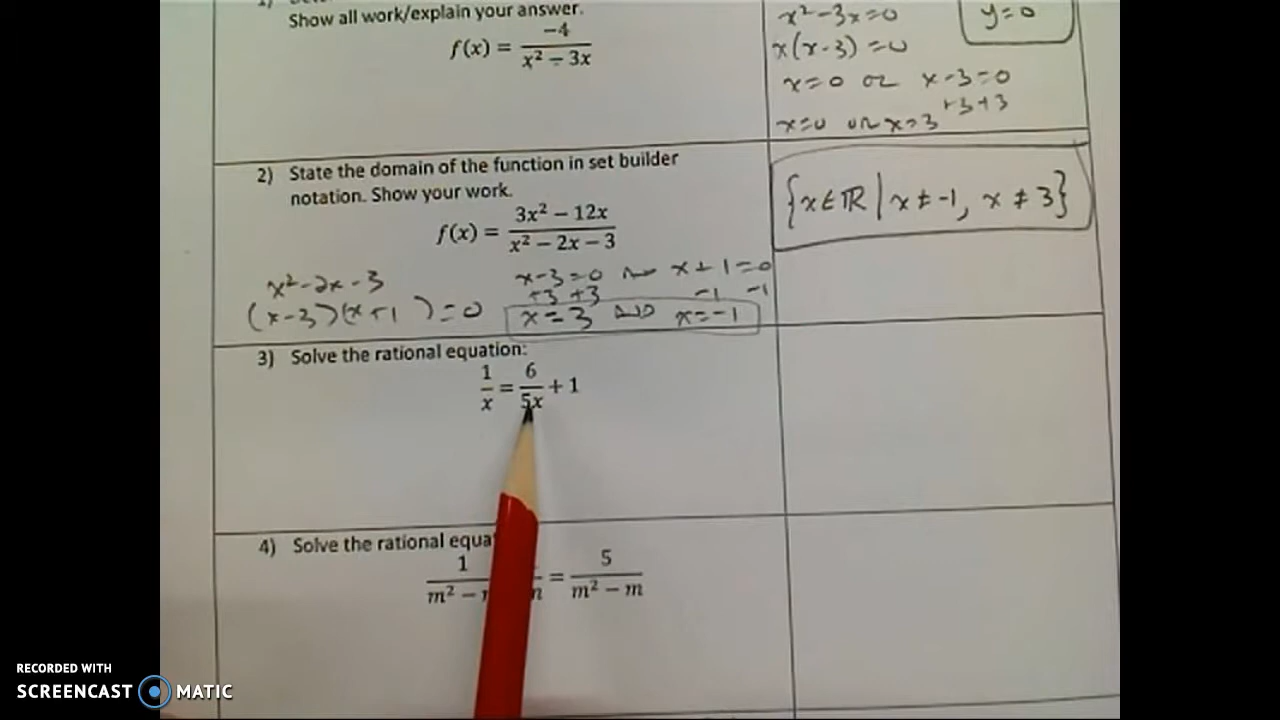 Show all work/explain your answer.
f(x) = −4 / x² − 3x
x² − 3x = 0
y = 0
x(x − 3) = 0
x = 0 or x − 3 = 0
+3 +3
x = 0 or x = 3
2) State the domain of the function in set builder
notation. Show your work.
f(x) = 3x² − 12x / x² − 2x − 3
{x ∈ ℝ | x ≠ −1, x ≠ 3}
x² − 2x − 3
(x − 3)(x + 1) = 0
x − 3 = 0 x + 1 = 0
+3 +3 −1 −1
x = 3 AND x = −1
3) Solve the rational equation:
1/x = 6/5x + 1
4) Solve the rational equa
1 / m² − = 5 / m² − m
RECORDED WITH
SCREENCAST MATIC